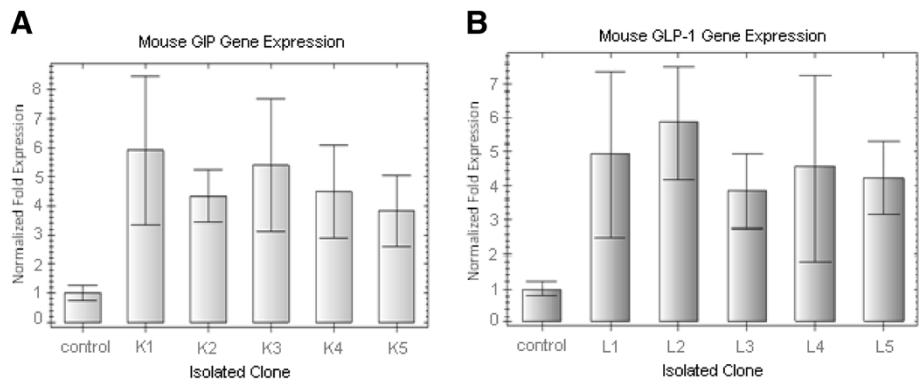 A
Mouse GIP Gene Expression
Normalized Fold Expression
8
7
6
5
4
3
2
1
0
control K1 K2 K3 K4 K5
Isolated Clone
B
Mouse GLP-1 Gene Expression
Normalized Fold Expression
7
6
5
4
3
2
1
0
control L1 L2 L3 L4 L5
Isolated Clone